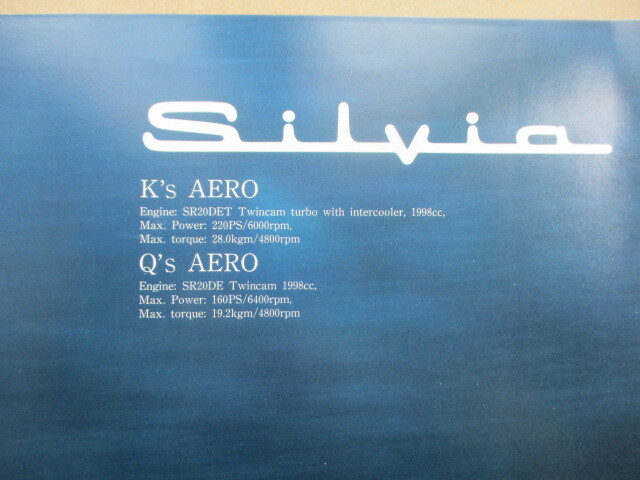 Silvia
K's AERO
Engine: SR20DET Twincam turbo with intercooler, 1998cc,
Max. Power: 220PS/6000rpm,
Max. torque: 28.0kgm/4800rpm
Q's AERO
Engine: SR20DE Twincam 1998cc,
Max. Power: 160PS/6400rpm,
Max. torque: 19.2kgm/4800rpm